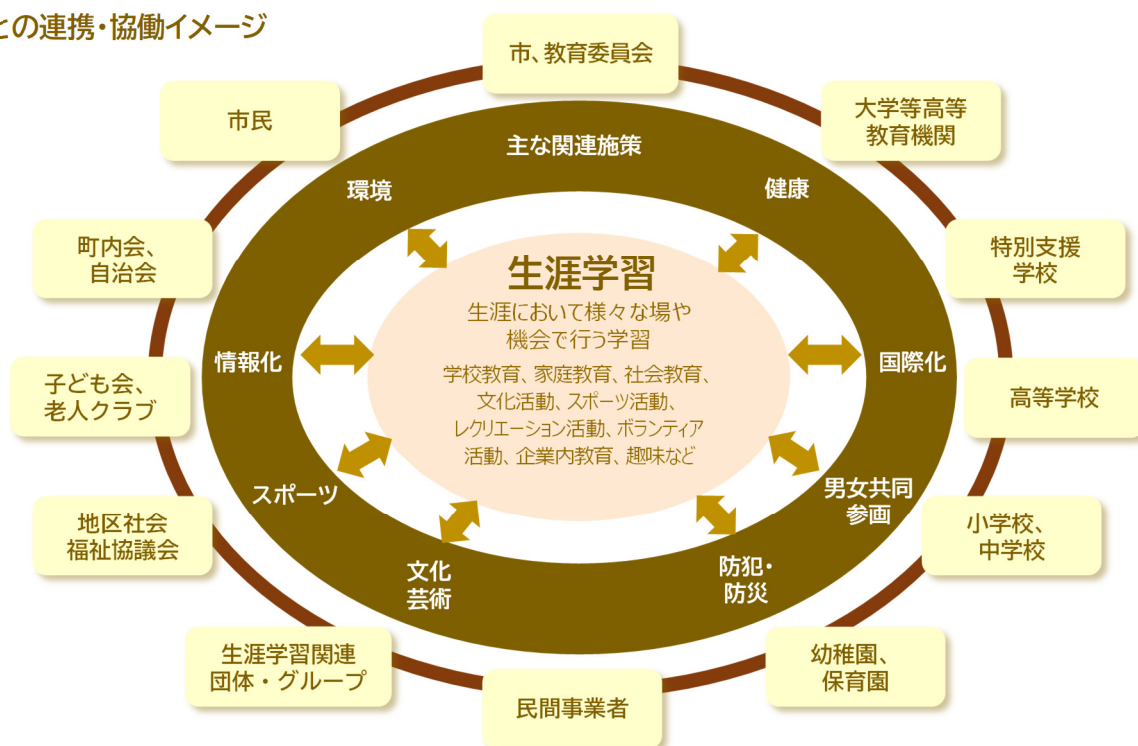 との連携・協働イメージ
市、教育委員会
市民
大学等高等
教育機関
主な関連施策
環境
健康
町内会、
自治会
特別支援
学校
生涯学習
生涯において様々な場や
機会で行う学習
学校教育、家庭教育、社会教育、
文化活動、スポーツ活動、
レクリエーション活動、ボランティア
活動、企業内教育、趣味など
情報化
国際化
子ども会、
老人クラブ
高等学校
スポーツ
男女共同
参画
地区社会
福祉協議会
小学校、
中学校
文化
芸術
防犯・
防災
生涯学習関連
団体・グループ
民間事業者
幼稚園、
保育園